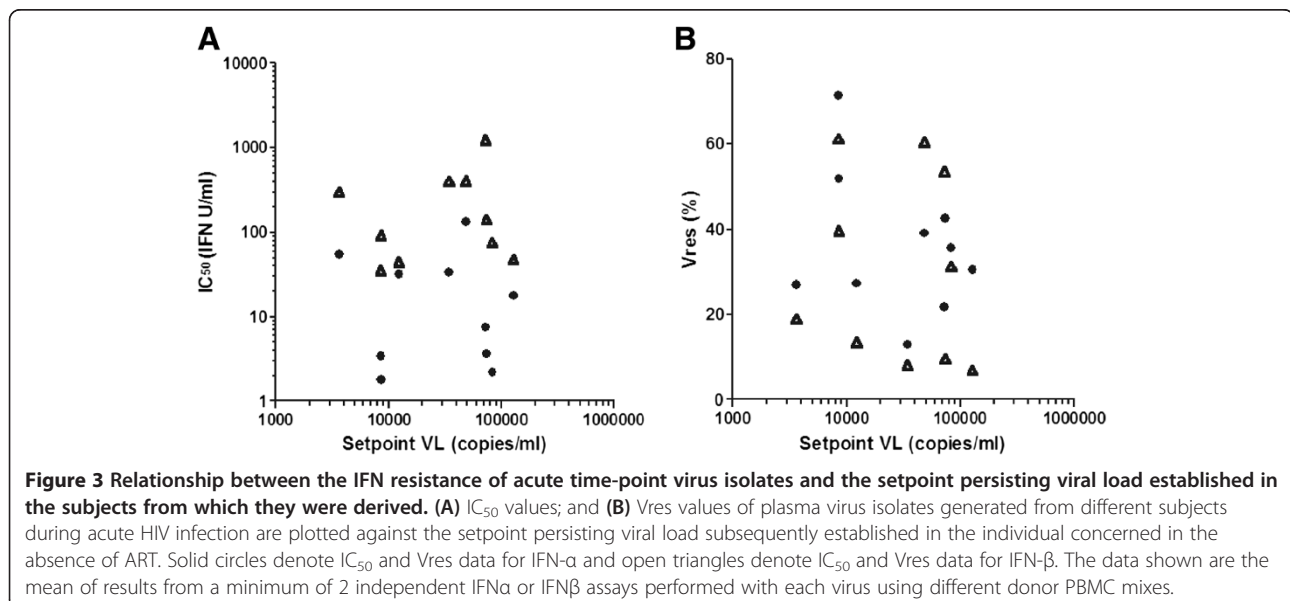 A
B
10000
1000
100
10
1
IC50 (IFN U/ml)
1000
10000
100000
1000000
Setpoint VL (copies/ml)
80
60
40
20
0
Vres (%)
1000
10000
100000
1000000
Setpoint VL (copies/ml)
Figure 3 Relationship between the IFN resistance of acute time-point virus isolates and the setpoint persisting viral load established in
the subjects from which they were derived. (A) IC50 values; and (B) Vres values of plasma virus isolates generated from different subjects
during acute HIV infection are plotted against the setpoint persisting viral load subsequently established in the individual concerned in the
absence of ART. Solid circles denote IC50 and Vres data for IFN-α and open triangles denote IC50 and Vres data for IFN-β. The data shown are the
mean of results from a minimum of 2 independent IFNα or IFNβ assays performed with each virus using different donor PBMC mixes.